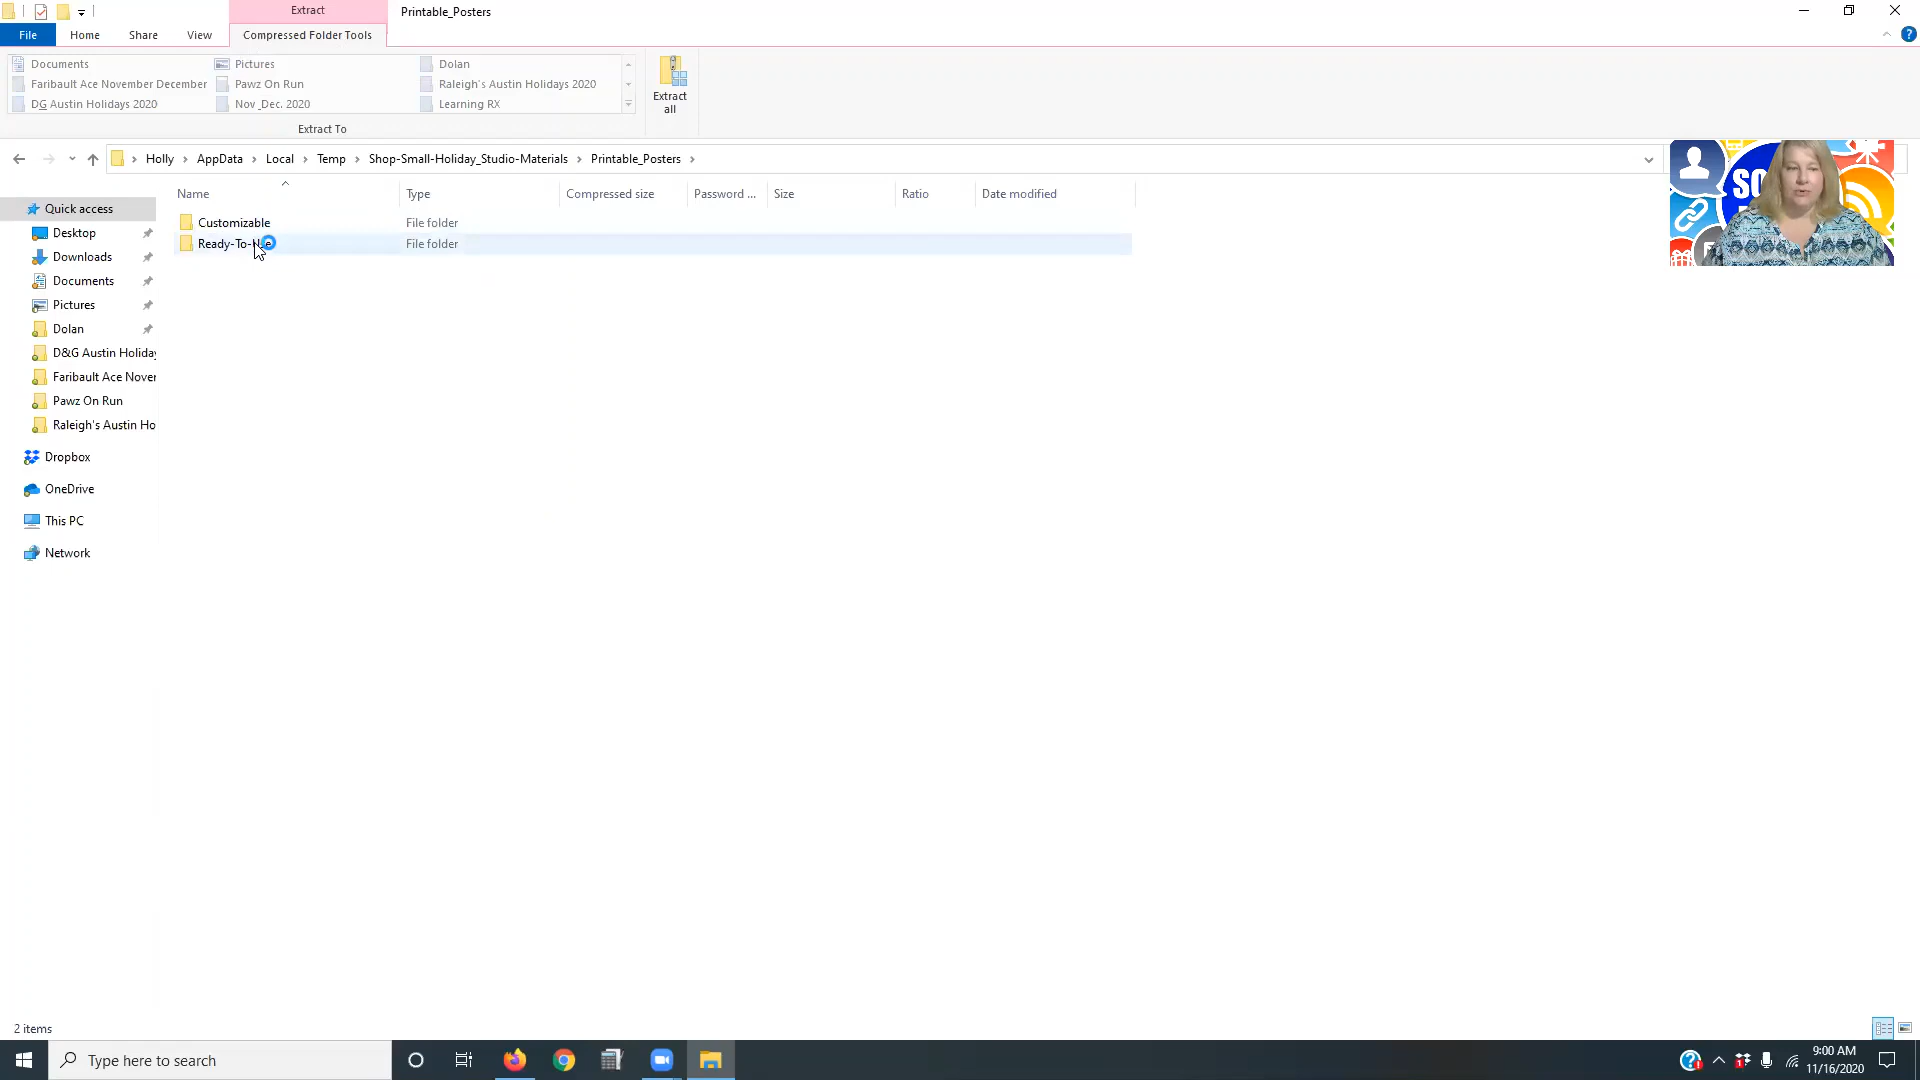 Extract
Printable_Posters
File
Home
Share
View
Compressed Folder Tools
Documents
Pictures
Dolan
Faribault Ace November December
Pawz On Run
Raleigh's Austin Holidays 2020
DG Austin Holidays 2020
Nov_Dec. 2020
Learning RX
Extract all
Extract To
Holly > AppData > Local > Temp > Shop-Small-Holiday_Studio-Materials > Printable_Posters >
Name
Type
Compressed size
Password ...
Size
Ratio
Date modified
Customizable
File folder
File folder
Quick access
Desktop
Downloads
Documents
Pictures
Dolan
D&G Austin Holiday
Faribault Ace Nover
Pawz On Run
Raleigh's Austin Ho
Dropbox
OneDrive
This PC
Network
2 items
Type here to search
9:00 AM
11/16/2020